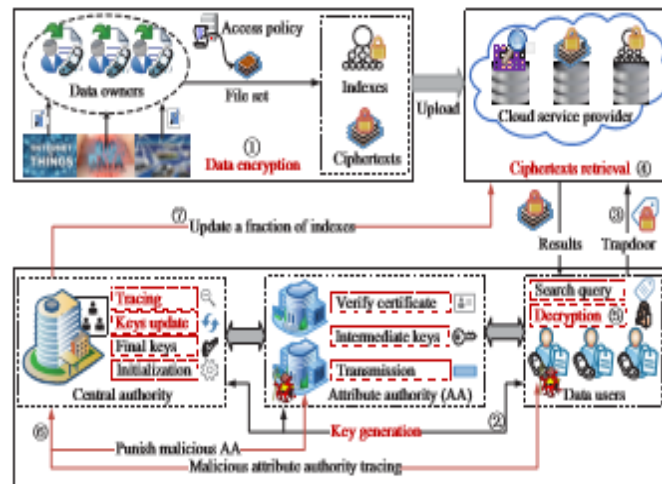 Access policy
Data owners
File set
Indexes
Upload
Cloud service provider
① Data encryption
Ciphertexts
Ciphertexts retrieval ④
⑦
Update a fraction of indexes
Results
③
Trapdoor
Tracing
Keys update
Final keys
Initialization
Central authority
Verify certificate
Intermediate keys
Transmission
Attribute authority (AA)
Search query
Decryption ⑤
Data users
⑥
Key generation
②
Punish malicious AA
Malicious attribute authority tracing